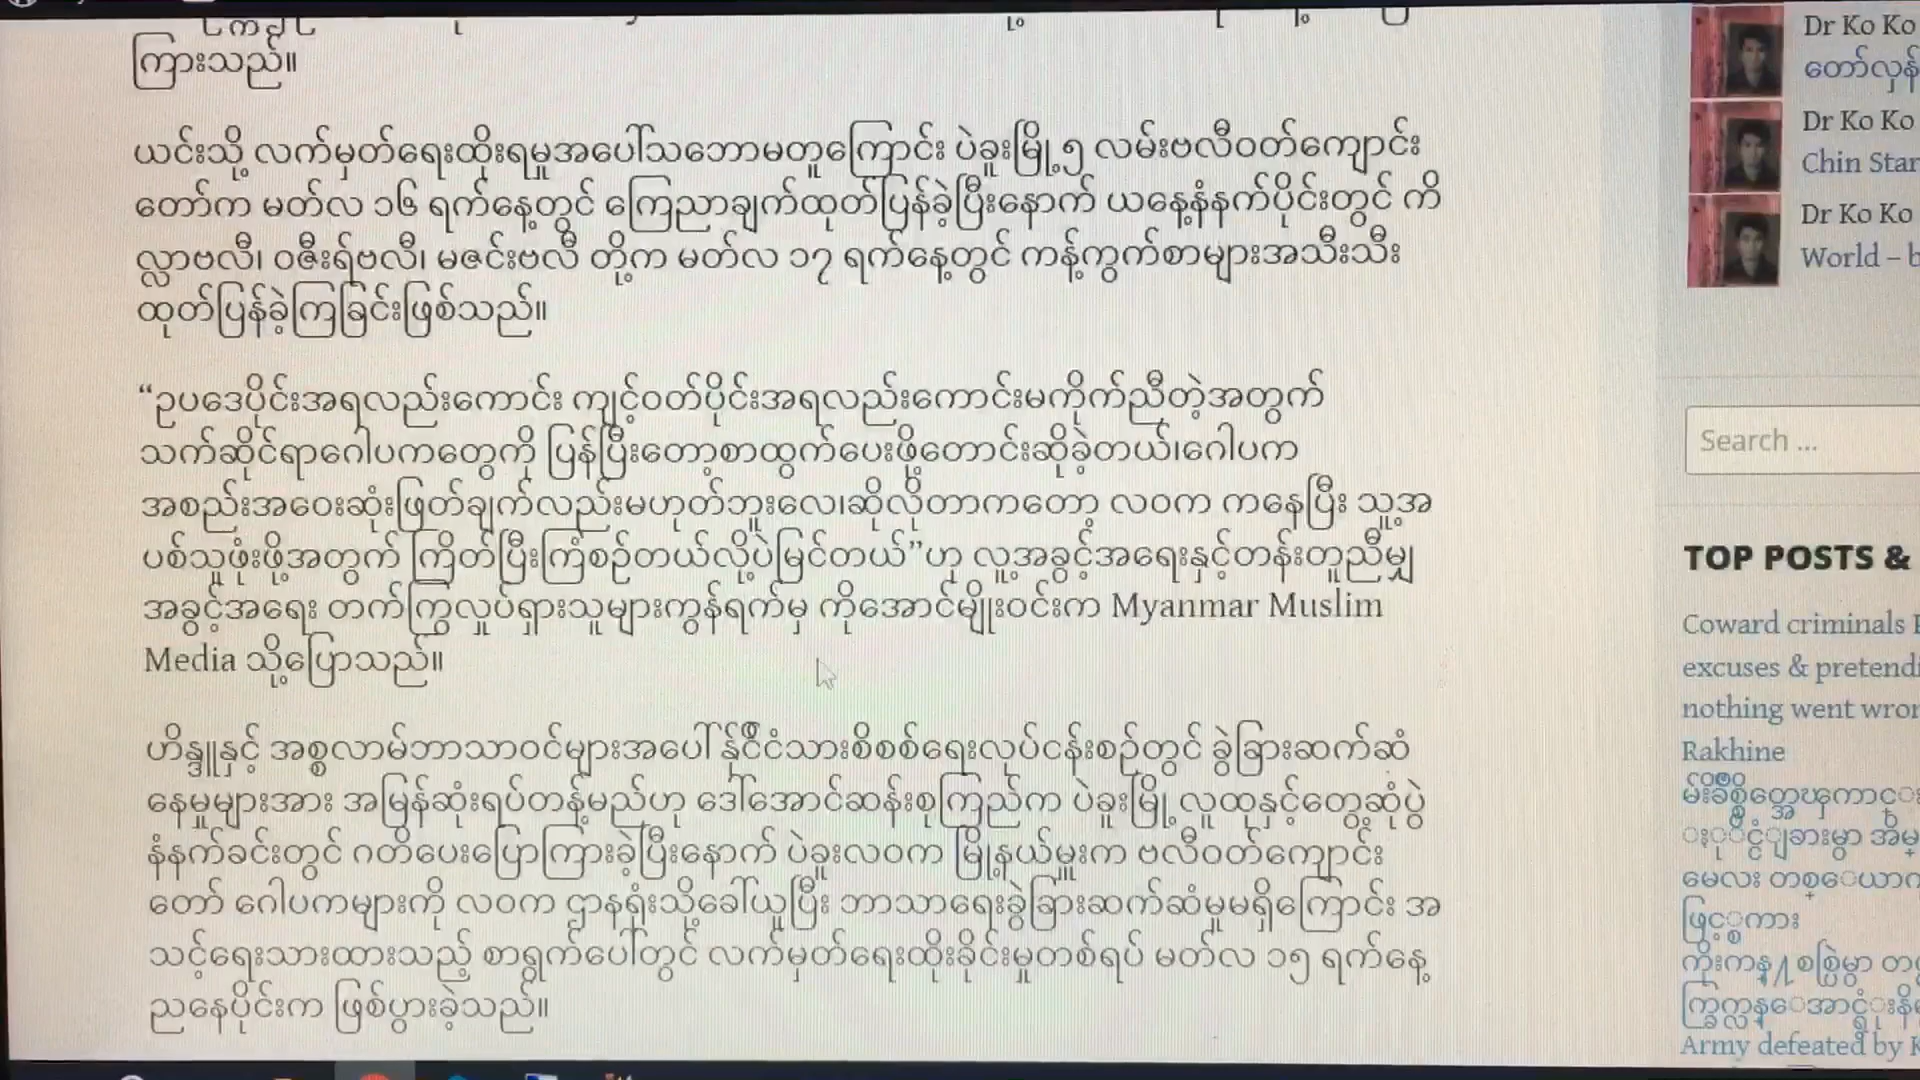 ကြားသည်။
ယင်းသို့ လက်မှတ်ရေးထိုးရမှုအပေါ်သဘောမတူကြောင်း ပဲခူးမြို့၅ လမ်းဗလီဝတ်ကျောင်း
တော်က မတ်လ ၁၆ ရက်နေ့တွင် ကြေညာချက်ထုတ်ပြန်ခဲ့ပြီးနောက် ယနေ့နံနက်ပိုင်းတွင် ကိ
လ္လာဗလီ၊ ဝဇီးရ်ဗလီ၊ မဇင်းဗလီ တို့က မတ်လ ၁၇ ရက်နေ့တွင် ကန့်ကွက်စာများအသီးသီး
ထုတ်ပြန်ခဲ့ကြခြင်းဖြစ်သည်။
“ဥပဒေပိုင်းအရလည်းကောင်း ကျင့်ဝတ်ပိုင်းအရလည်းကောင်းမကိုက်ညီတဲ့အတွက်
သက်ဆိုင်ရာဂေါပကတွေကို ပြန်ပြီးတော့စာထွက်ပေးဖို့တောင်းဆိုခဲ့တယ်၊ဂေါပက
အစည်းအဝေးဆုံးဖြတ်ချက်လည်းမဟုတ်ဘူးလေ၊ဆိုလိုတာကတော့ လဝက ကနေပြီး သူ့အ
ပစ်သူဖုံးဖို့အတွက် ကြိတ်ပြီးကြံစဉ်တယ်လို့ပဲမြင်တယ်”ဟု လူ့အခွင့်အရေးနှင့်တန်းတူညီမျှ
အခွင့်အရေး တက်ကြွလှုပ်ရှားသူများကွန်ရက်မှ ကိုအောင်မျိုးဝင်းက Myanmar Muslim
Media သို့ပြောသည်။
ဟိန္ဒူနှင့် အစ္စလာမ်ဘာသာဝင်များအပေါ် နိုင်ငံသားစိစစ်ရေးလုပ်ငန်းစဉ်တွင် ခွဲခြားဆက်ဆံ
နေမှုများအား အမြန်ဆုံးရပ်တန့်မည်ဟု ဒေါ်အောင်ဆန်းစုကြည်က ပဲခူးမြို့ လူထုနှင့်တွေ့ဆုံပွဲ
နံနက်ခင်းတွင် ဂတိပေးပြောကြားခဲ့ပြီးနောက် ပဲခူးလဝက မြို့နယ်မှူးက ဗလီဝတ်ကျောင်း
တော် ဂေါပကများကို လဝက ဌာနရုံးသို့ခေါ်ယူပြီး ဘာသာရေးခွဲခြားဆက်ဆံမှုမရှိကြောင်း အ
သင့်ရေးသားထားသည့် စာရွက်ပေါ်တွင် လက်မှတ်ရေးထိုးခိုင်းမှုတစ်ရပ် မတ်လ ၁၅ ရက်နေ့
ညနေပိုင်းက ဖြစ်ပွားခဲ့သည်။
Dr Ko Ko
တော်လှန်
Dr Ko Ko
Chin Star
Dr Ko Ko
World –
Search ...
TOP POSTS &
Coward criminals
excuses &
nothing went
Rakhine
Army defeated by